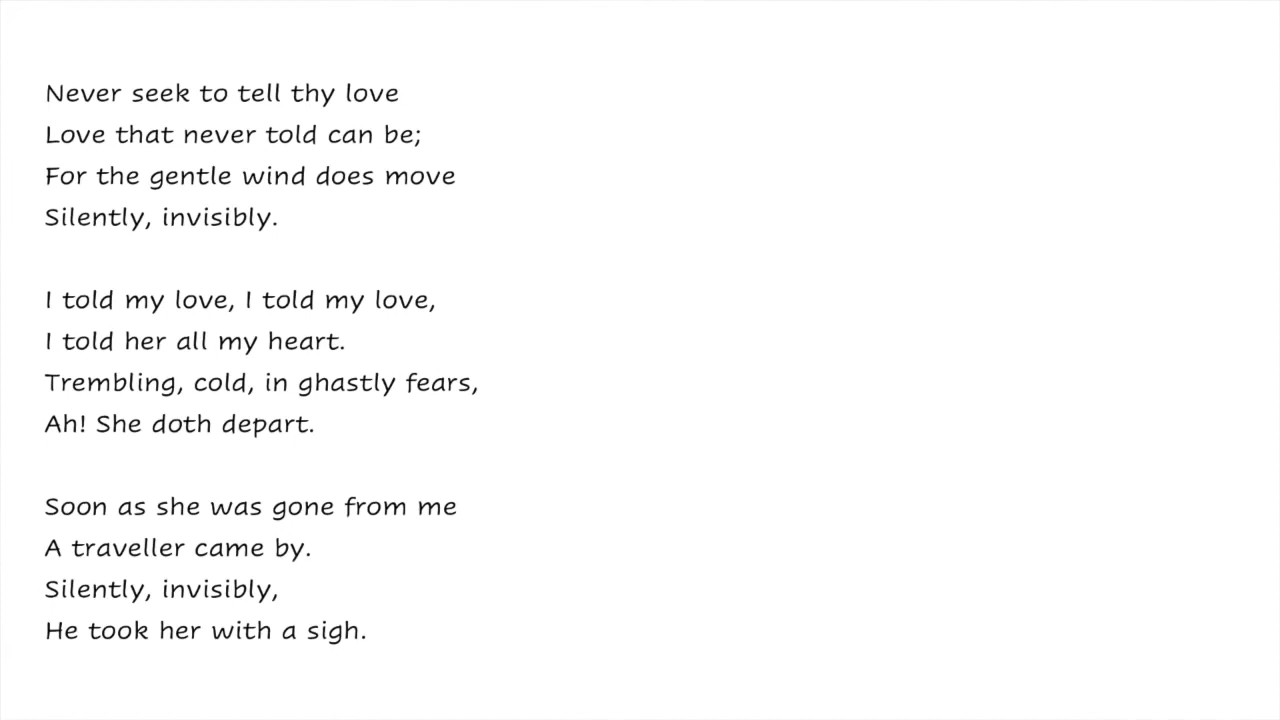 Never seek to tell thy love
Love that never told can be;
For the gentle wind does move
Silently, invisibly.

I told my love, I told my love,
I told her all my heart.
Trembling, cold, in ghastly fears,
Ah! She doth depart.

Soon as she was gone from me
A traveller came by.
Silently, invisibly,
He took her with a sigh.